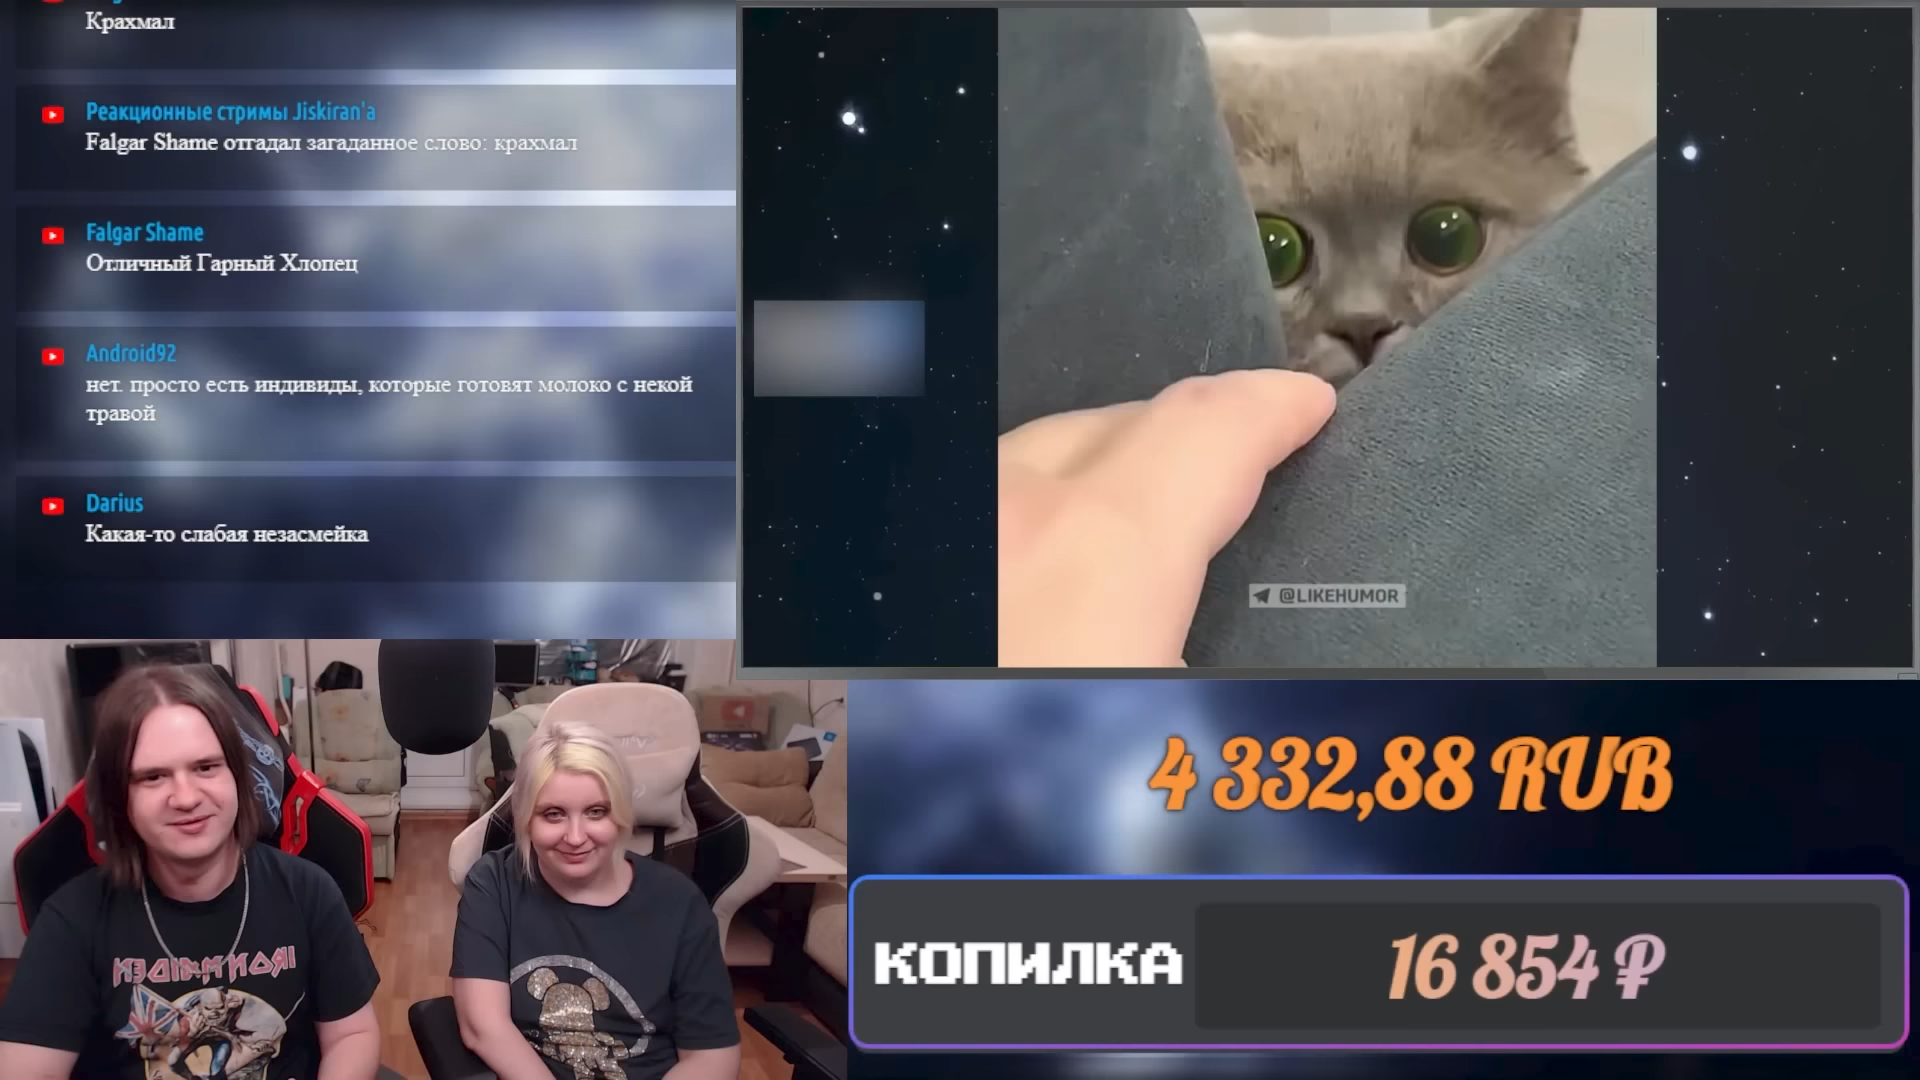 Крахмал
Реакционные стримы Jiskiran'a
Falgar Shame отгадал загаданное слово: крахмал
Falgar Shame
Отличный Гарный Хлопец
Android92
нет. просто есть индивиды, которые готовят молоко с некой
травой
Darius
Какая-то слабая незасмейка
@LIKEHUMOR
4 332,88 RUB
КОПИЛКА
16 854 ₽
IRON MAIDEN